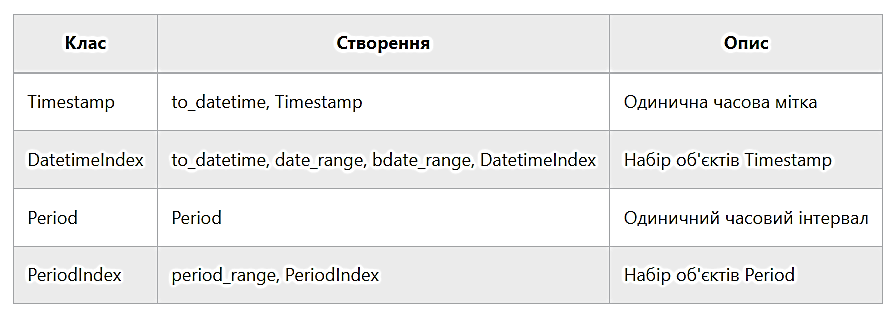 Клас Створення Опис
Timestamp to_datetime, Timestamp Одинична часова мітка
DatetimeIndex to_datetime, date_range, bdate_range, DatetimeIndex Набір об'єктів Timestamp
Period Period Одиничний часовий інтервал
PeriodIndex period_range, PeriodIndex Набір об'єктів Period